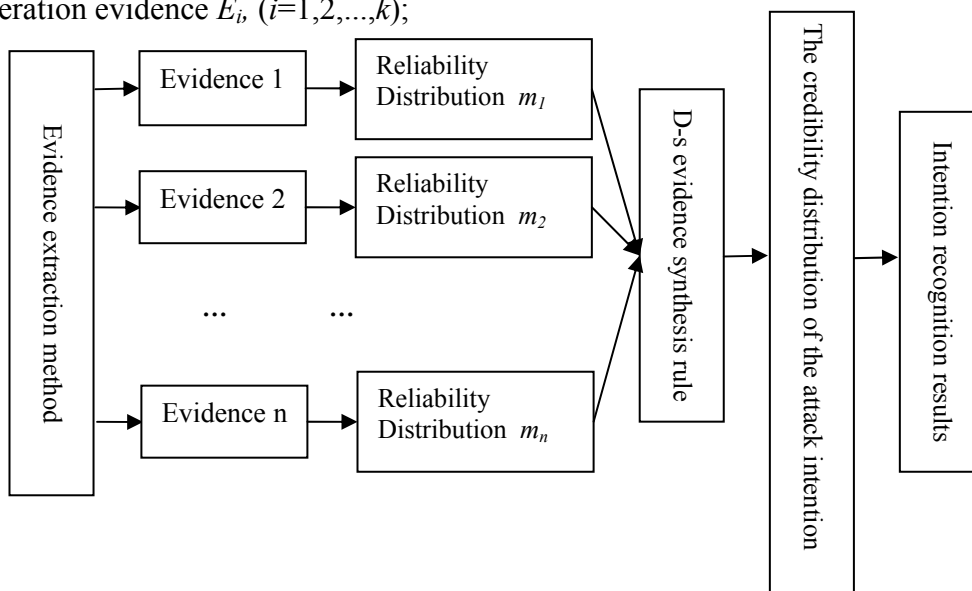 eration evidence Ei, (i=1,2,...,k);
Evidence extraction method
Evidence 1
Reliability
Distribution m1
Evidence 2
Reliability
Distribution m2
... ...
Evidence n
Reliability
Distribution mn
D-s evidence synthesis rule
The credibility distribution of the attack intention
Intention recognition results